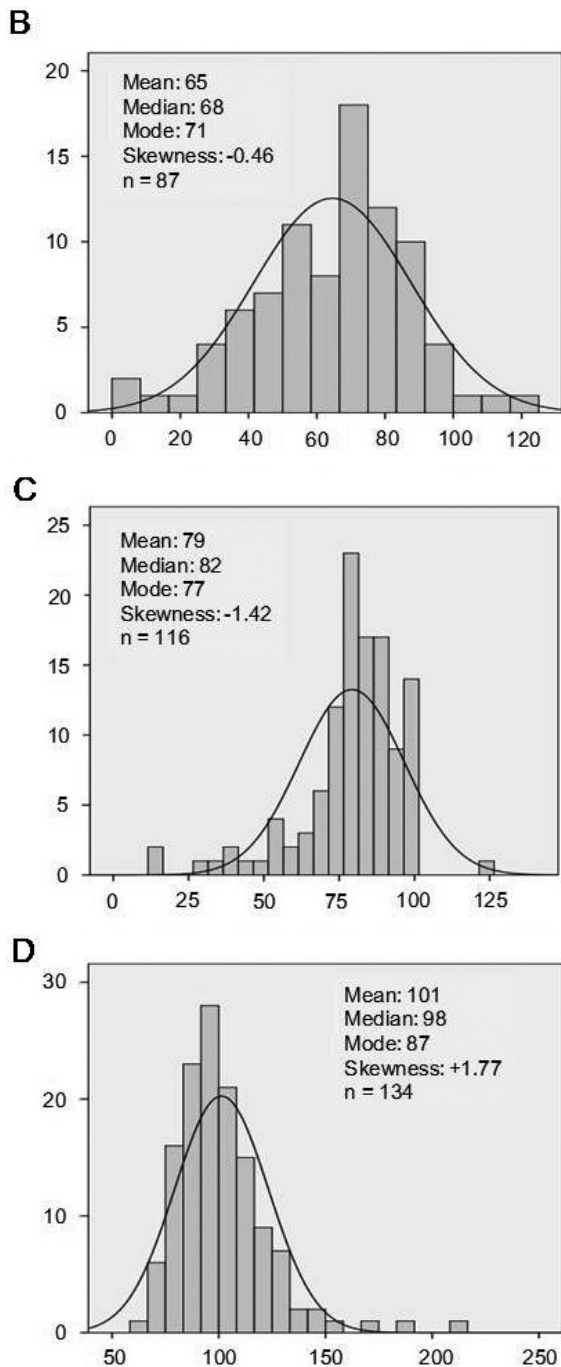 B
20
15
10
5
0
Mean: 65
Median: 68
Mode: 71
Skewness: -0.46
n = 87
0 20 40 60 80 100 120
C
25
20
15
10
5
0
Mean: 79
Median: 82
Mode: 77
Skewness: -1.42
n = 116
0 25 50 75 100 125
D
30
20
10
0
Mean: 101
Median: 98
Mode: 87
Skewness: +1.77
n = 134
50 100 150 200 250